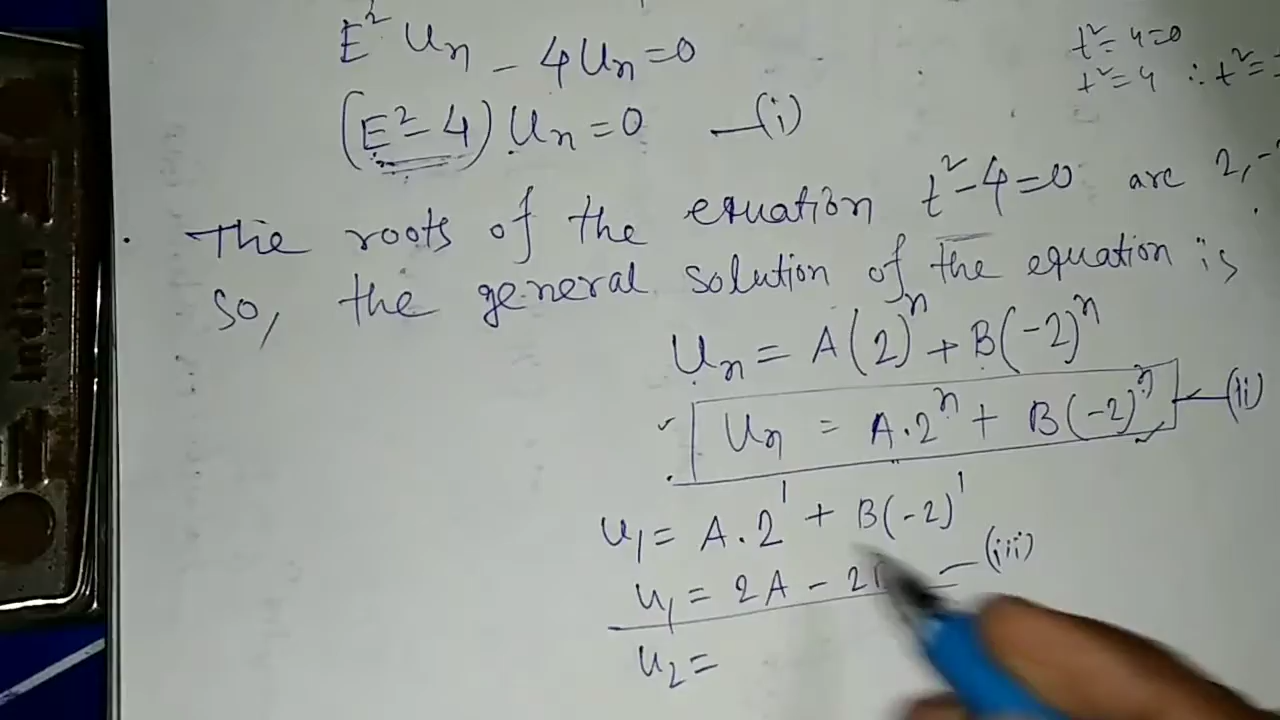 E² Uₙ - 4Uₙ = 0
t² = 4 = 0
t² = 4 ∴ t² =
(E² - 4) Uₙ = 0 —(i)
The roots of the equation t² - 4 = 0 are 2, -
so, the general solution of the equation is
Uₙ = A(2)ⁿ + B(-2)ⁿ
Uₙ = A.2ⁿ + B(-2)ⁿ —(ii)
U₁ = A.2¹ + B(-2)¹
U₁ = 2A - 2 —(iii)
U₂ =
Indian